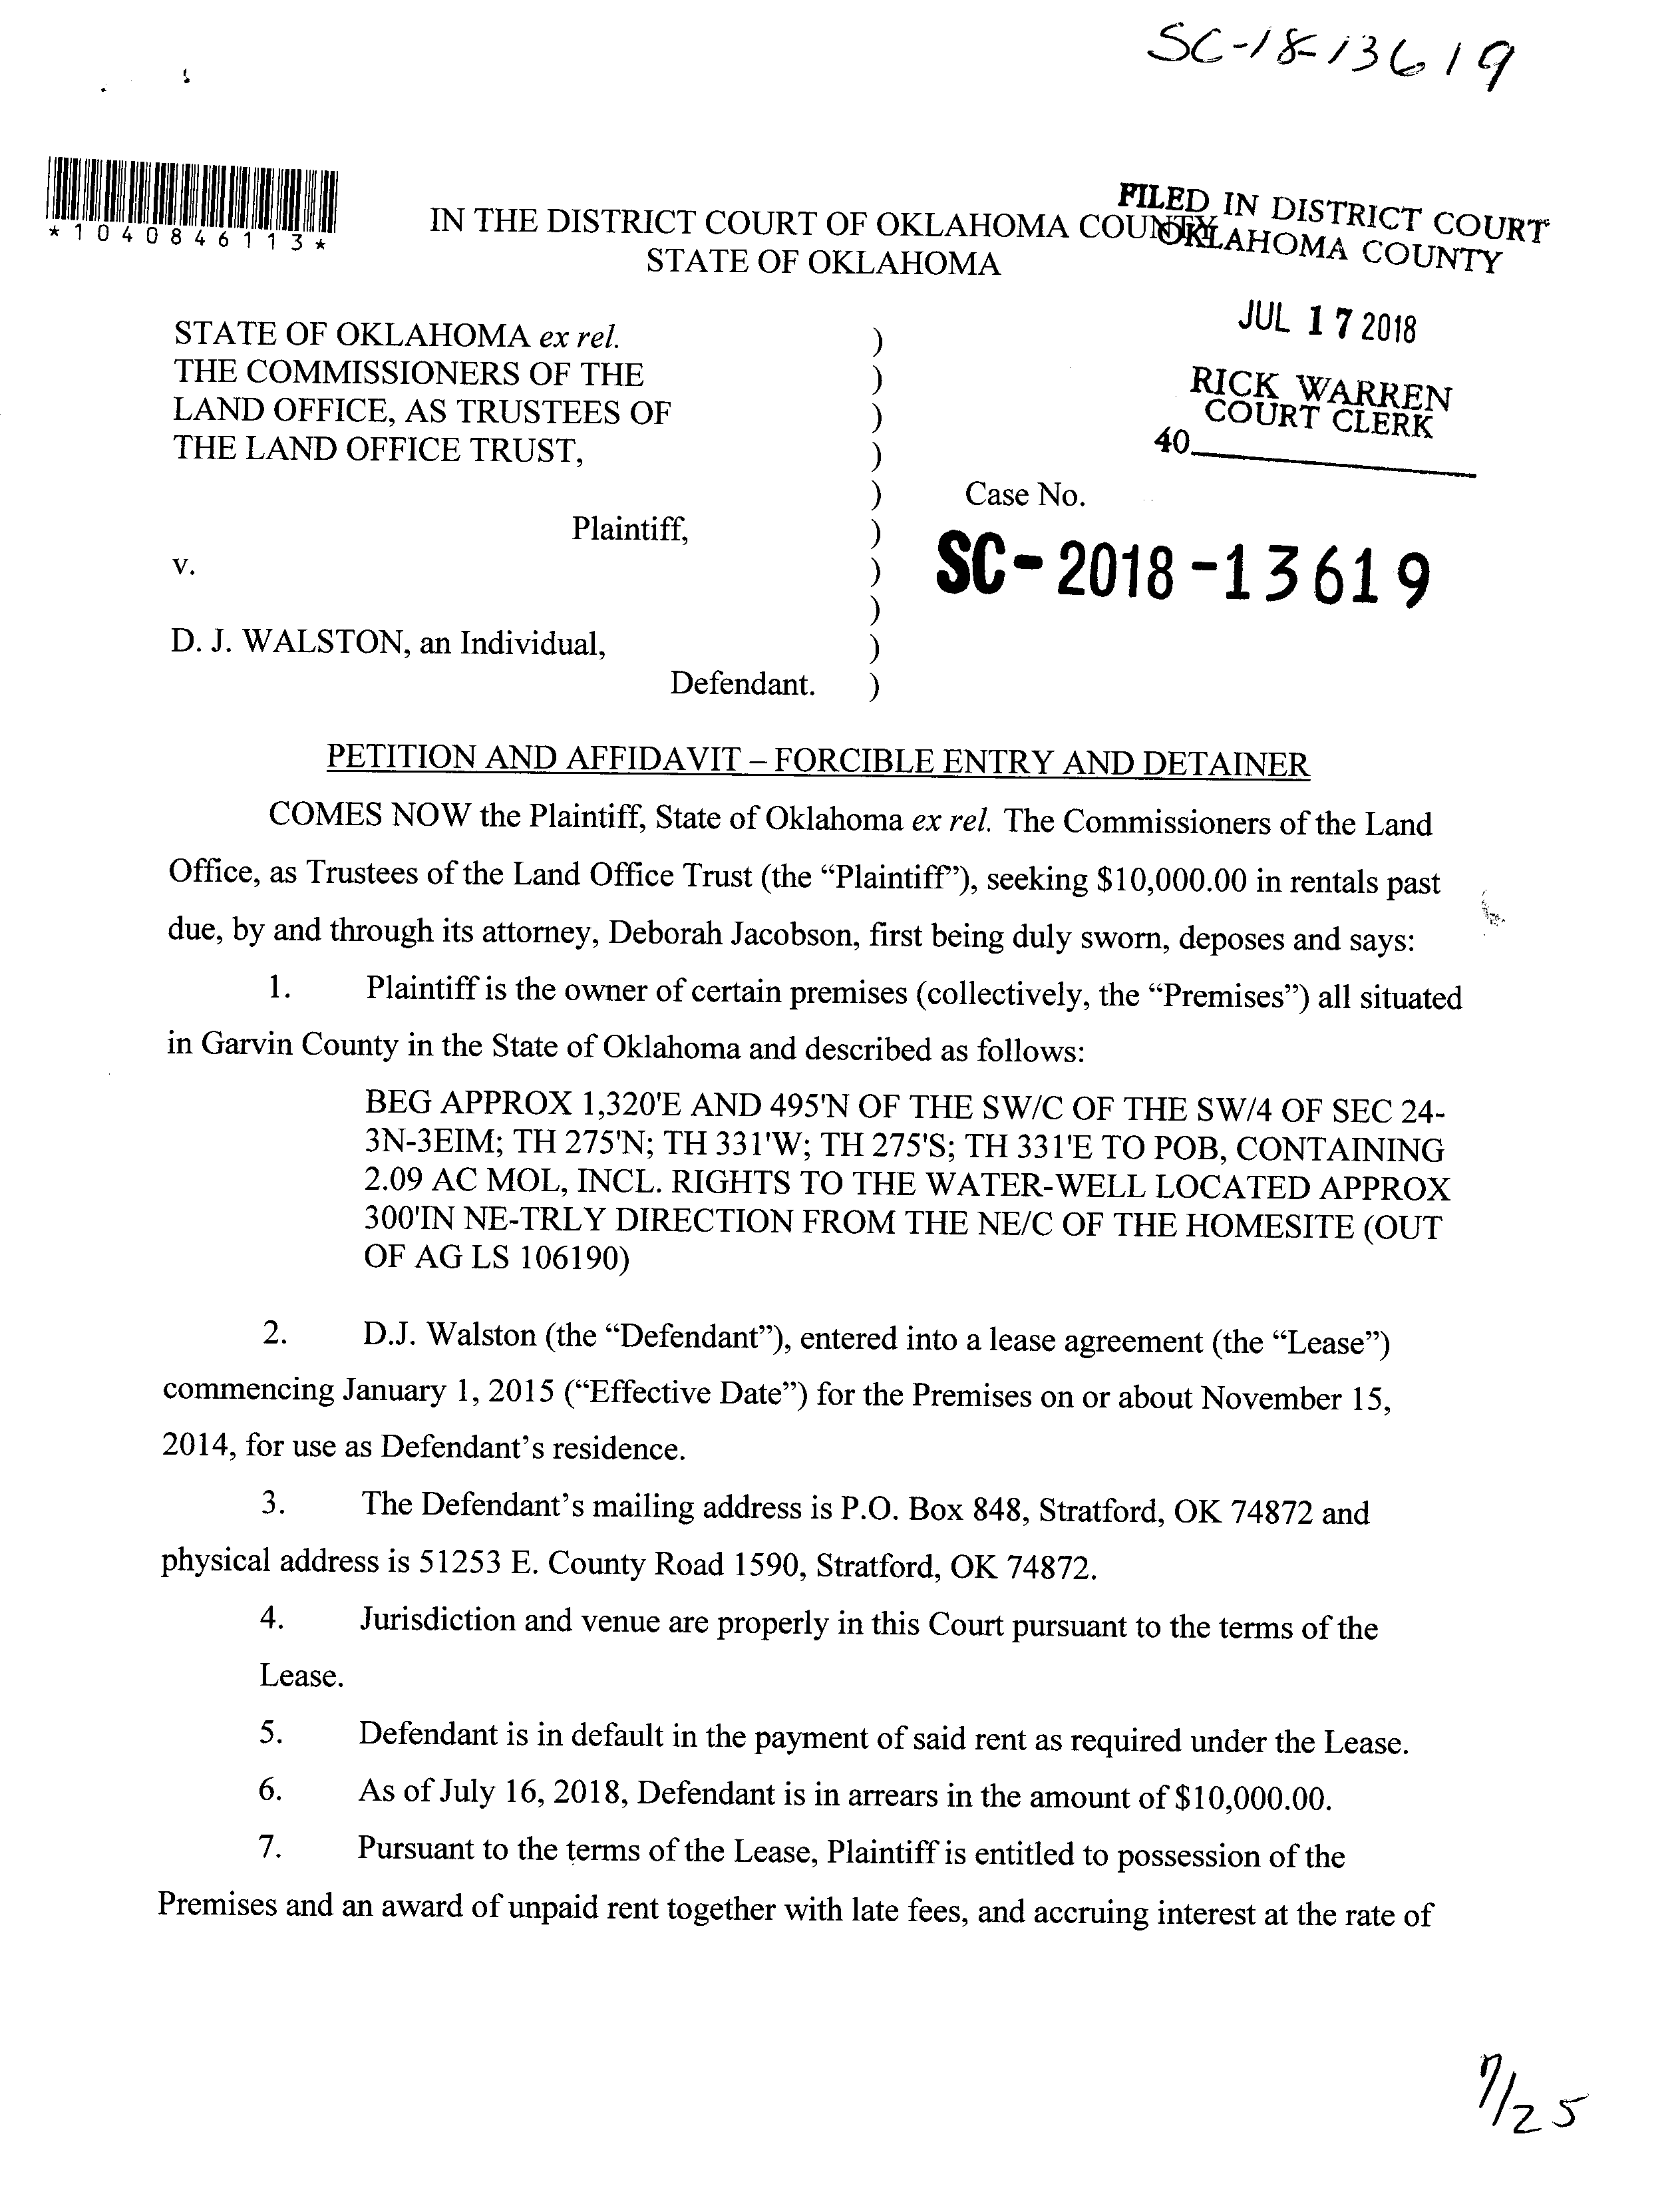 SC-18-13619
*1040846113*
FILED IN DISTRICT COURT
OKLAHOMA COUNTY
IN THE DISTRICT COURT OF OKLAHOMA COUNTY
STATE OF OKLAHOMA
JUL 17 2018
RICK WARREN
COURT CLERK
40
STATE OF OKLAHOMA ex rel. )
THE COMMISSIONERS OF THE )
LAND OFFICE, AS TRUSTEES OF )
THE LAND OFFICE TRUST, )
) Case No.
Plaintiff, )
v. ) SC-2018-13619
)
D. J. WALSTON, an Individual, )
Defendant. )
PETITION AND AFFIDAVIT – FORCIBLE ENTRY AND DETAINER
COMES NOW the Plaintiff, State of Oklahoma ex rel. The Commissioners of the Land
Office, as Trustees of the Land Office Trust (the “Plaintiff”), seeking $10,000.00 in rentals past
due, by and through its attorney, Deborah Jacobson, first being duly sworn, deposes and says:
1. Plaintiff is the owner of certain premises (collectively, the “Premises”) all situated
in Garvin County in the State of Oklahoma and described as follows:
BEG APPROX 1,320'E AND 495'N OF THE SW/C OF THE SW/4 OF SEC 24-
3N-3EIM; TH 275'N; TH 331'W; TH 275'S; TH 331'E TO POB, CONTAINING
2.09 AC MOL, INCL. RIGHTS TO THE WATER-WELL LOCATED APPROX
300'IN NE-TRLY DIRECTION FROM THE NE/C OF THE HOMESITE (OUT
OF AG LS 106190)
2. D.J. Walston (the “Defendant”), entered into a lease agreement (the “Lease”)
commencing January 1, 2015 (“Effective Date”) for the Premises on or about November 15,
2014, for use as Defendant’s residence.
3. The Defendant’s mailing address is P.O. Box 848, Stratford, OK 74872 and
physical address is 51253 E. County Road 1590, Stratford, OK 74872.
4. Jurisdiction and venue are properly in this Court pursuant to the terms of the
Lease.
5. Defendant is in default in the payment of said rent as required under the Lease.
6. As of July 16, 2018, Defendant is in arrears in the amount of $10,000.00.
7. Pursuant to the terms of the Lease, Plaintiff is entitled to possession of the
Premises and an award of unpaid rent together with late fees, and accruing interest at the rate of
7/25